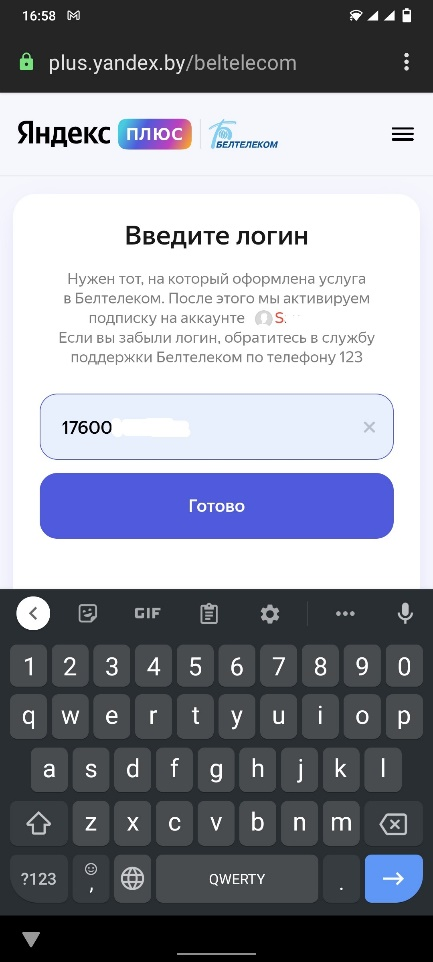 16:58
plus.yandex.by/beltelecom
Яндекс плюс БЕЛТЕЛЕКОМ
Введите логин
Нужен тот, на который оформлена услуга
в Белтелеком. После этого мы активируем
подписку на аккаунте S.
Если вы забыли логин, обратитесь в службу
поддержки Белтелеком по телефону 123
17600
Готово
GIF
1 2 3 4 5 6 7 8 9 0
q w e r t y u i o p
a s d f g h j k l
z x c v b n m
?123 , QWERTY .